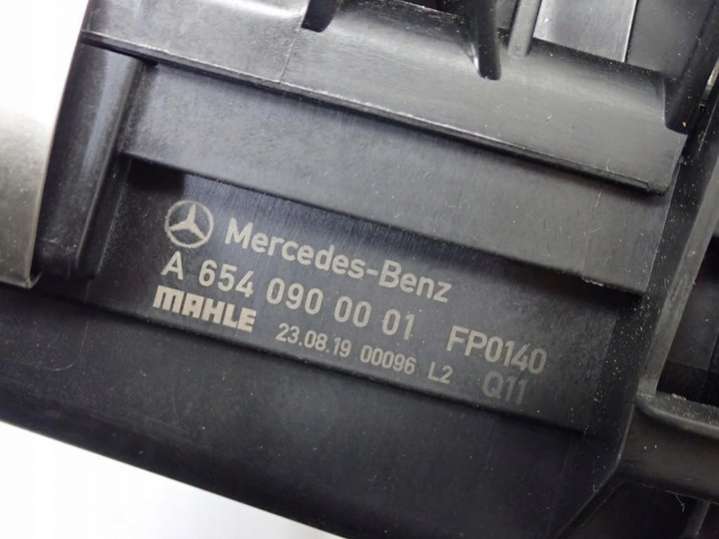 Mercedes-Benz
A 654 090 00 01 FP0140
MAHLE 23.08.19 00096 L2 Q11